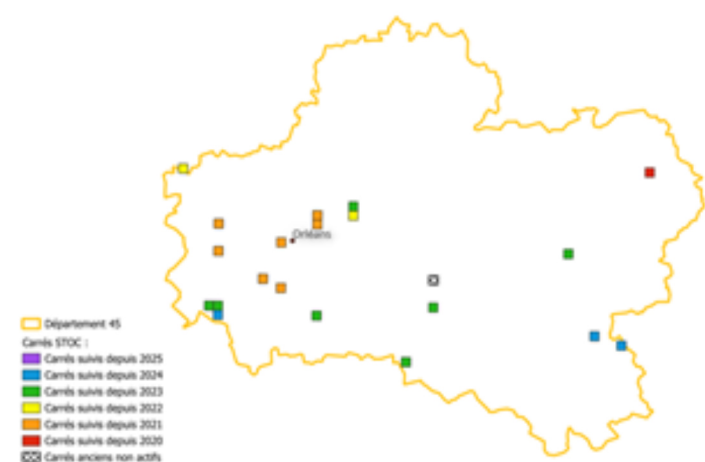 Orléans
Département 45
Carrés STOC :
Carrés suivis depuis 2025
Carrés suivis depuis 2024
Carrés suivis depuis 2023
Carrés suivis depuis 2022
Carrés suivis depuis 2021
Carrés suivis depuis 2020
Carrés anciens non actifs